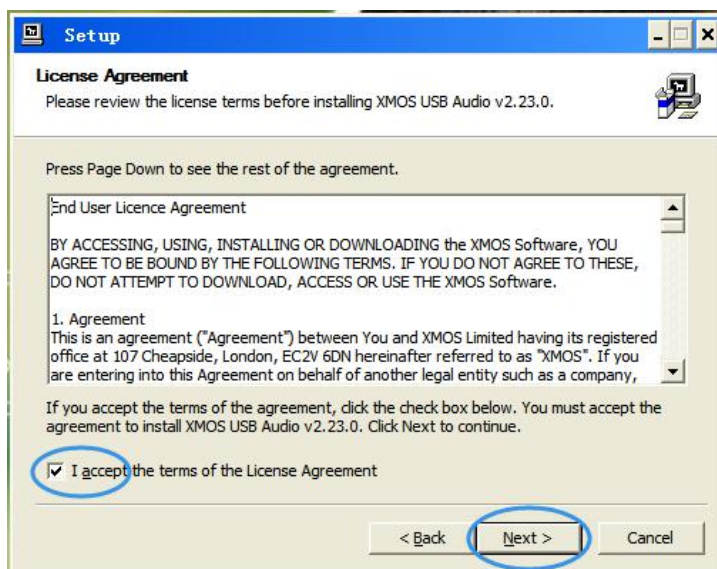 Setup
License Agreement
Please review the license terms before installing XMOS USB Audio v2.23.0.
Press Page Down to see the rest of the agreement.
End User Licence Agreement
BY ACCESSING, USING, INSTALLING OR DOWNLOADING the XMOS Software, YOU
AGREE TO BE BOUND BY THE FOLLOWING TERMS. IF YOU DO NOT AGREE TO THESE,
DO NOT ATTEMPT TO DOWNLOAD, ACCESS OR USE THE XMOS Software.
1. Agreement
This is an agreement ("Agreement") between You and XMOS Limited having its registered
office at 107 Cheapside, London, EC2V 6DN hereinafter referred to as "XMOS". If you
are entering into this Agreement on behalf of another legal entity such as a company,
If you accept the terms of the agreement, click the check box below. You must accept the
agreement to install XMOS USB Audio v2.23.0. Click Next to continue.
I accept the terms of the License Agreement
< Back Next > Cancel